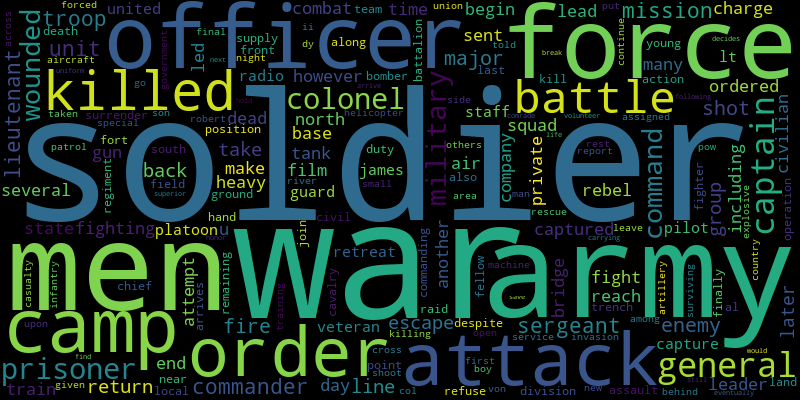 forced united combat time team union begin lead mission put charge
troop death supply ii dy along sent told continue young lt
wounded unit final led front battalion major decides many action ordered
officer force
aircraft next night radio however bomber last kill
killed colonel military battle shot civilian
lieutenant go taken surrender son dead north staff side assigned captain
special robert position base squad others life volunteer
patrol fort south take tank duty company private rest report pow command
gun back make film james air also rebel fighter group including operation
several regiment field heavy river guard small area man rescue pilot explosive
soldier
state fighting platoon u hand civil captured leave
men war army
casualty infantry chief attempt arrives remaining join training cavalry retreat commanding another fellow machine bridge trench fight reach artillery surviving finally country al later
camp upon fire veteran escape despite sergeant enemy among
killing raid open service invasion capture
prisoner end order cross attack general
find near point first would
train given return local commander day line shoot boy refuse von division new assault behind leader land still
col eventually